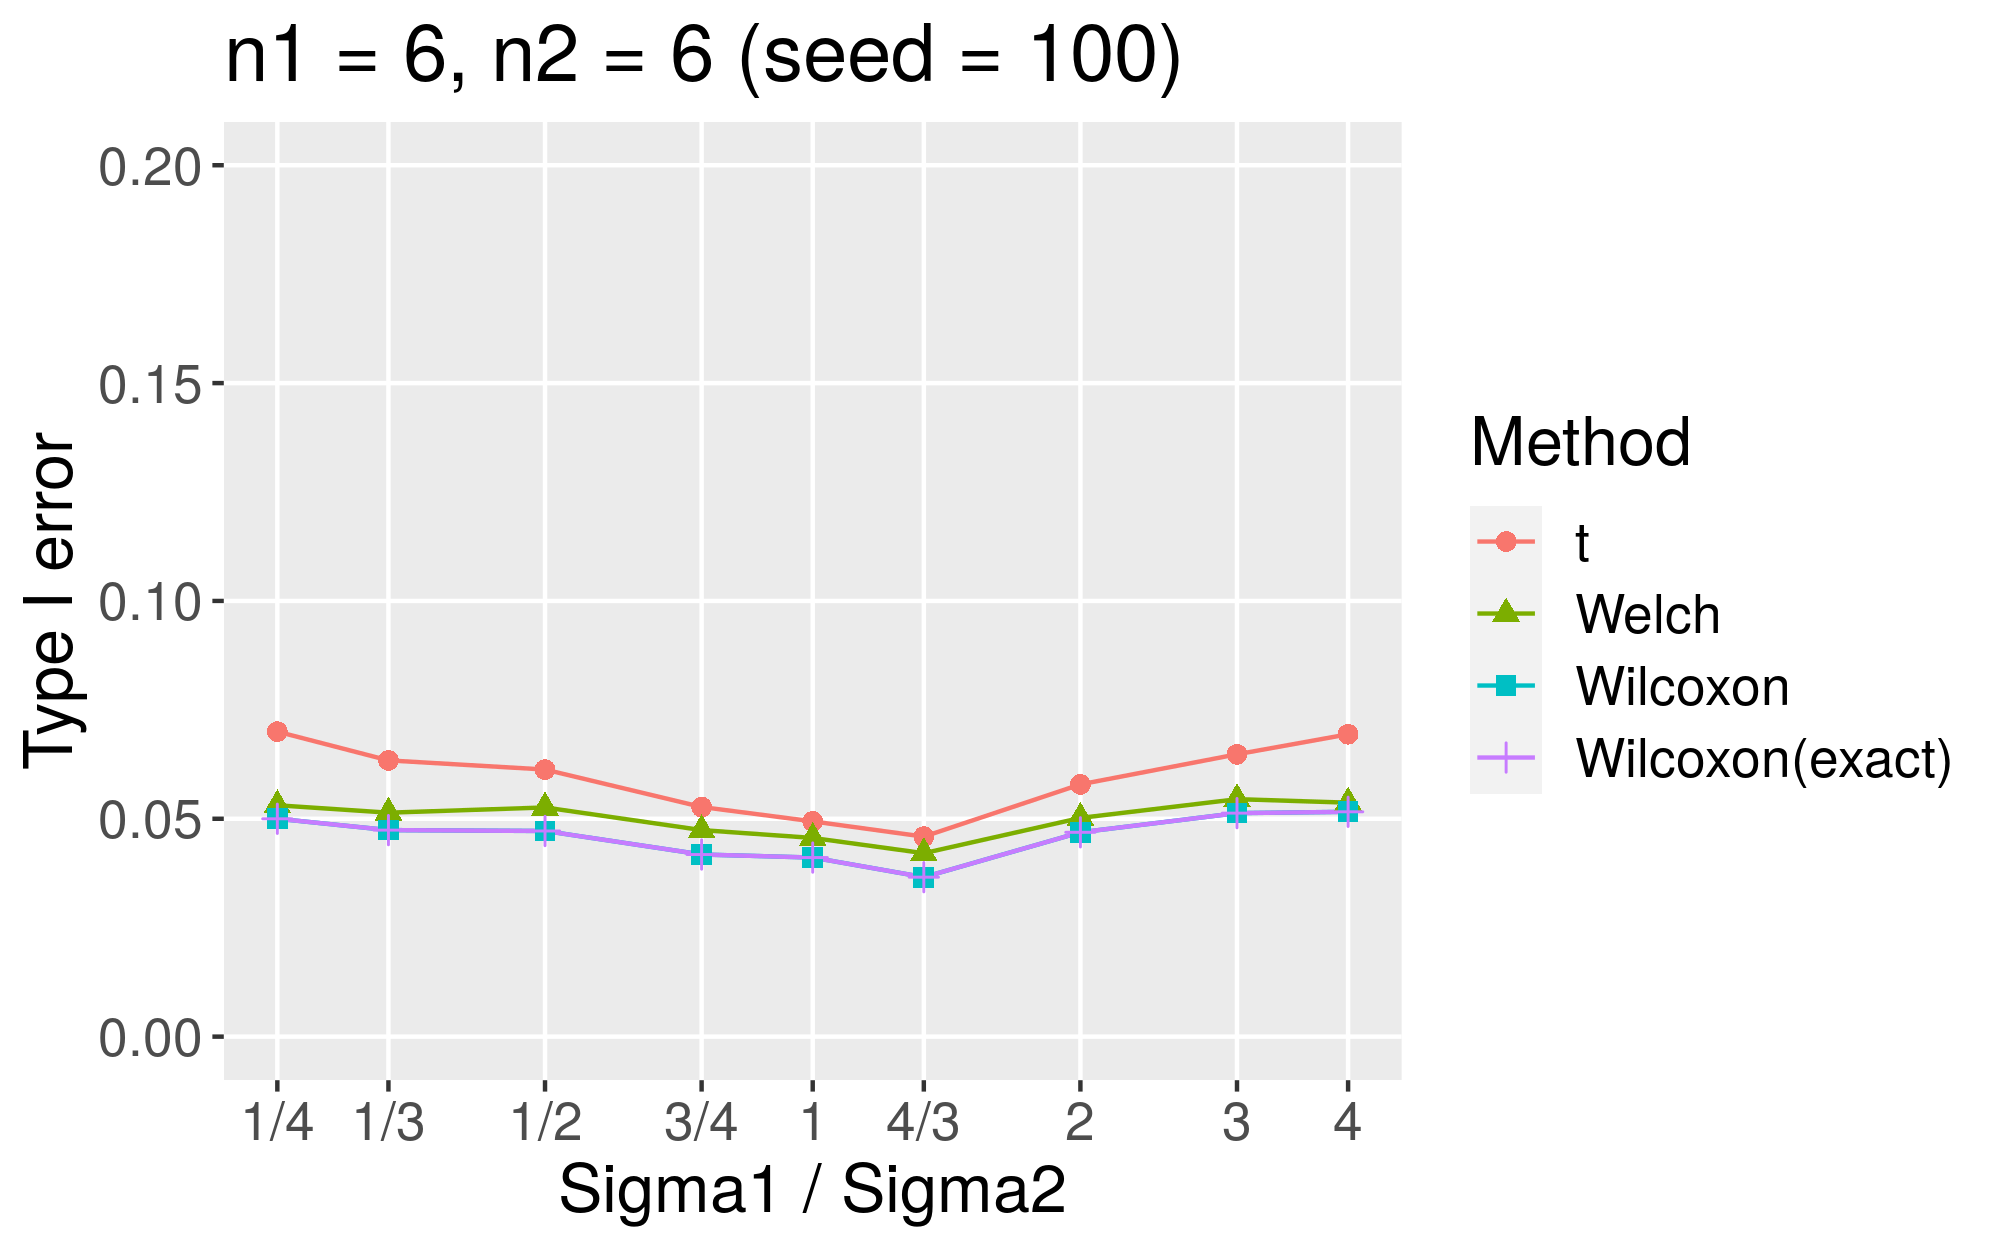 n1 = 6, n2 = 6 (seed = 100)
Type I error
0.20
0.15
0.10
0.05
0.00
1/4 1/3 1/2 3/4 1 4/3 2 3 4
Sigma1 / Sigma2
Method
t
Welch
Wilcoxon
Wilcoxon(exact)